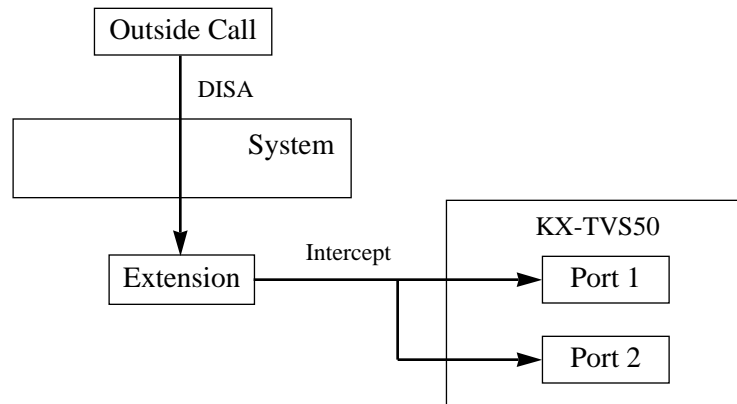 Outside Call
DISA
System
KX-TVS50
Intercept
Extension
Port 1
Port 2